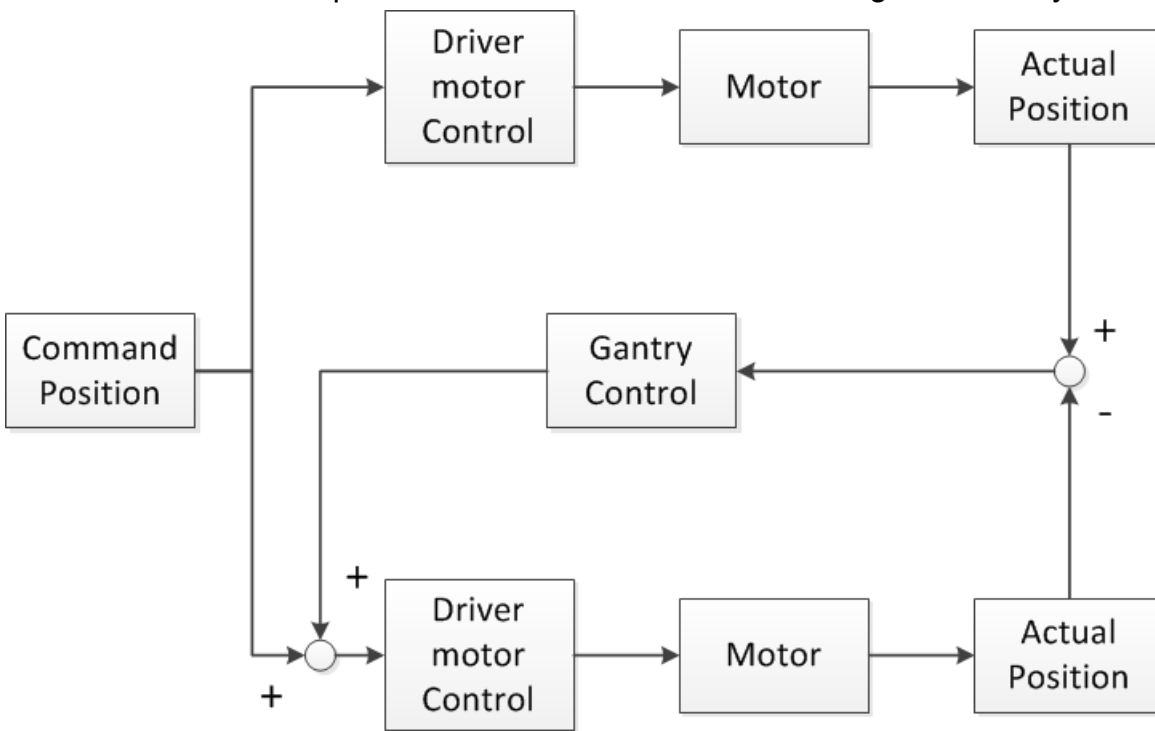 Driver
motor
Control
Motor
Actual
Position
Command
Position
Gantry
Control
+
-
+
+
Driver
motor
Control
Motor
Actual
Position